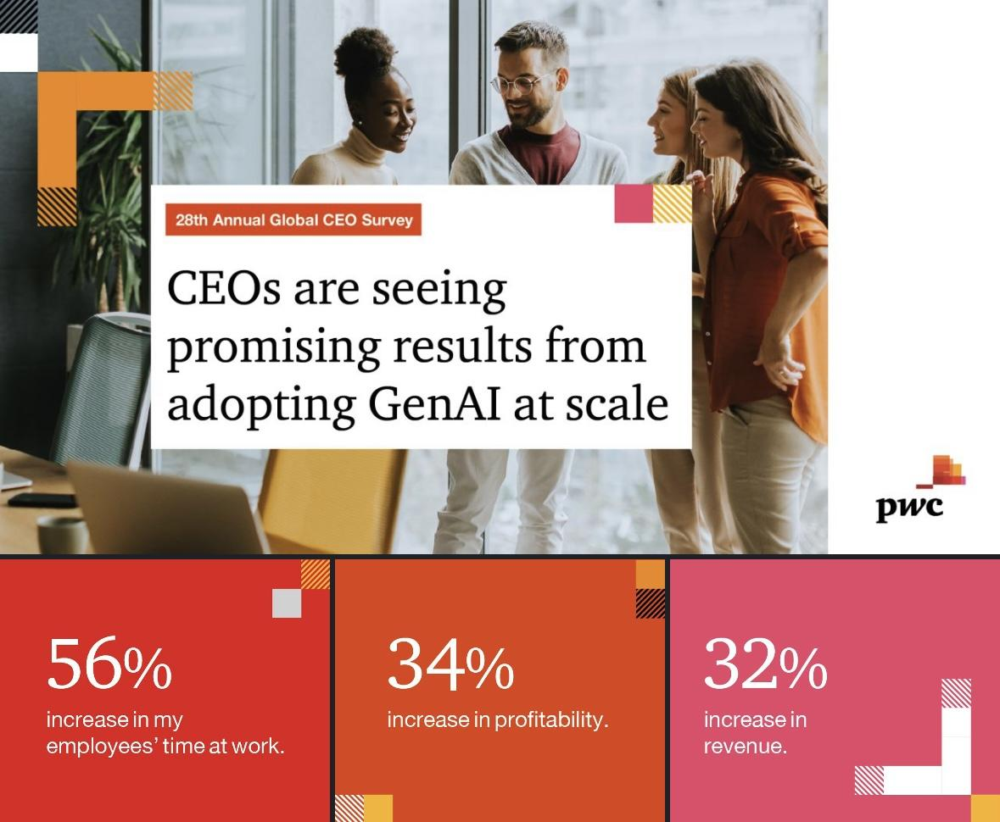 28th Annual Global CEO Survey
CEOs are seeing
promising results from
adopting GenAI at scale
pwc
56%
increase in my
employees’ time at work.
34%
increase in profitability.
32%
increase in
revenue.